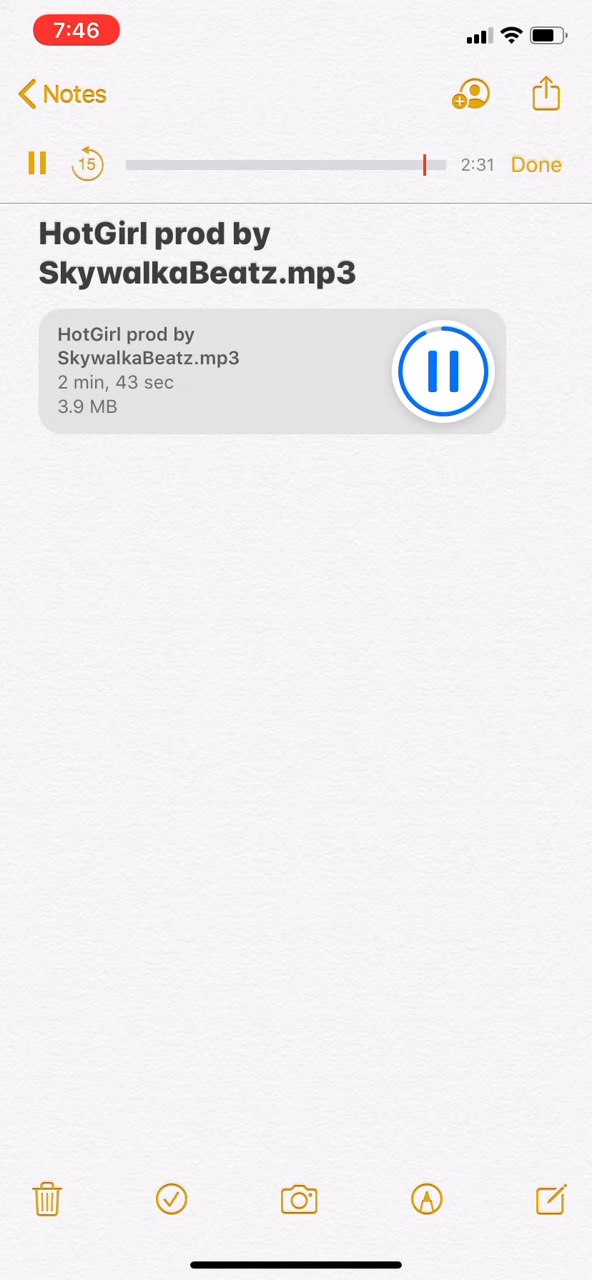 7:46
Notes
15
2:31
Done
HotGirl prod by
SkywalkaBeatz.mp3
HotGirl prod by
SkywalkaBeatz.mp3
2 min, 43 sec
3.9 MB